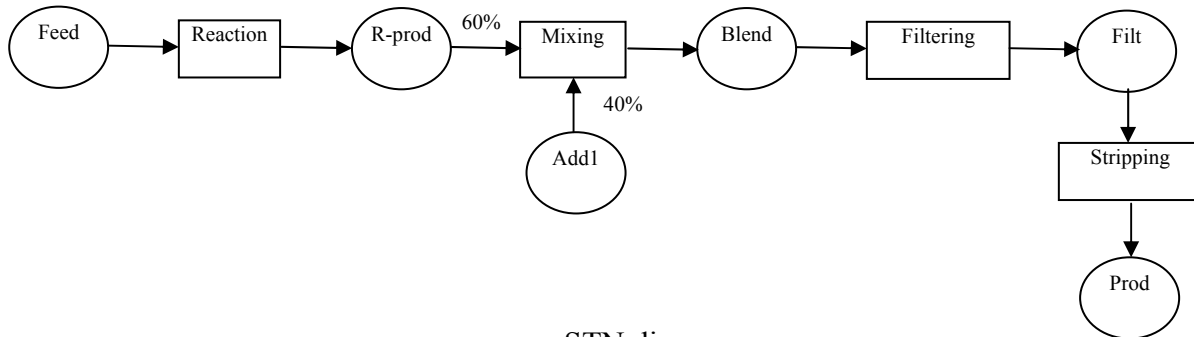 60%
Feed
Reaction
R-prod
Mixing
Blend
Filtering
Filt
40%
Add1
Stripping
Prod